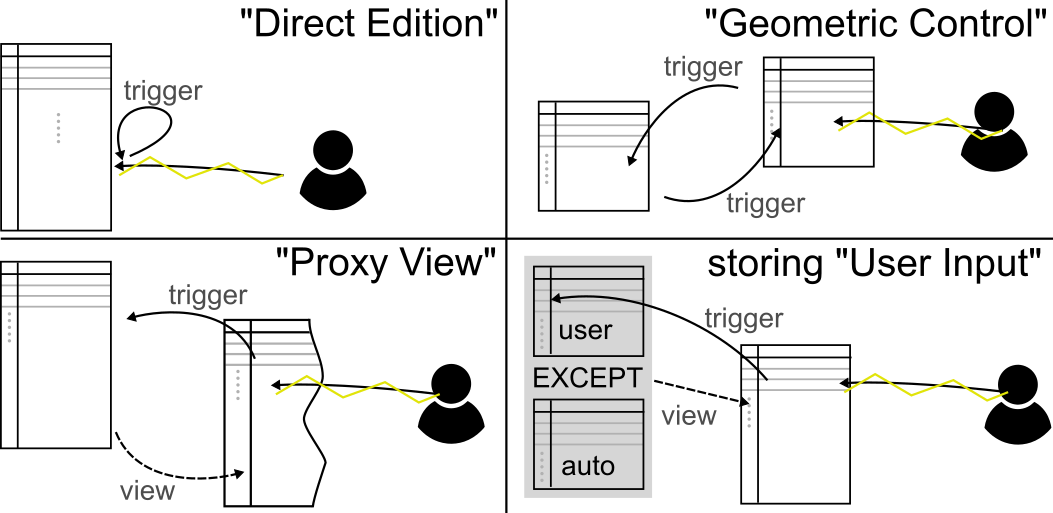 "Direct Edition"
trigger
"Geometric Control"
trigger
trigger
"Proxy View"
trigger
view
storing "User Input"
user
trigger
EXCEPT
view
auto